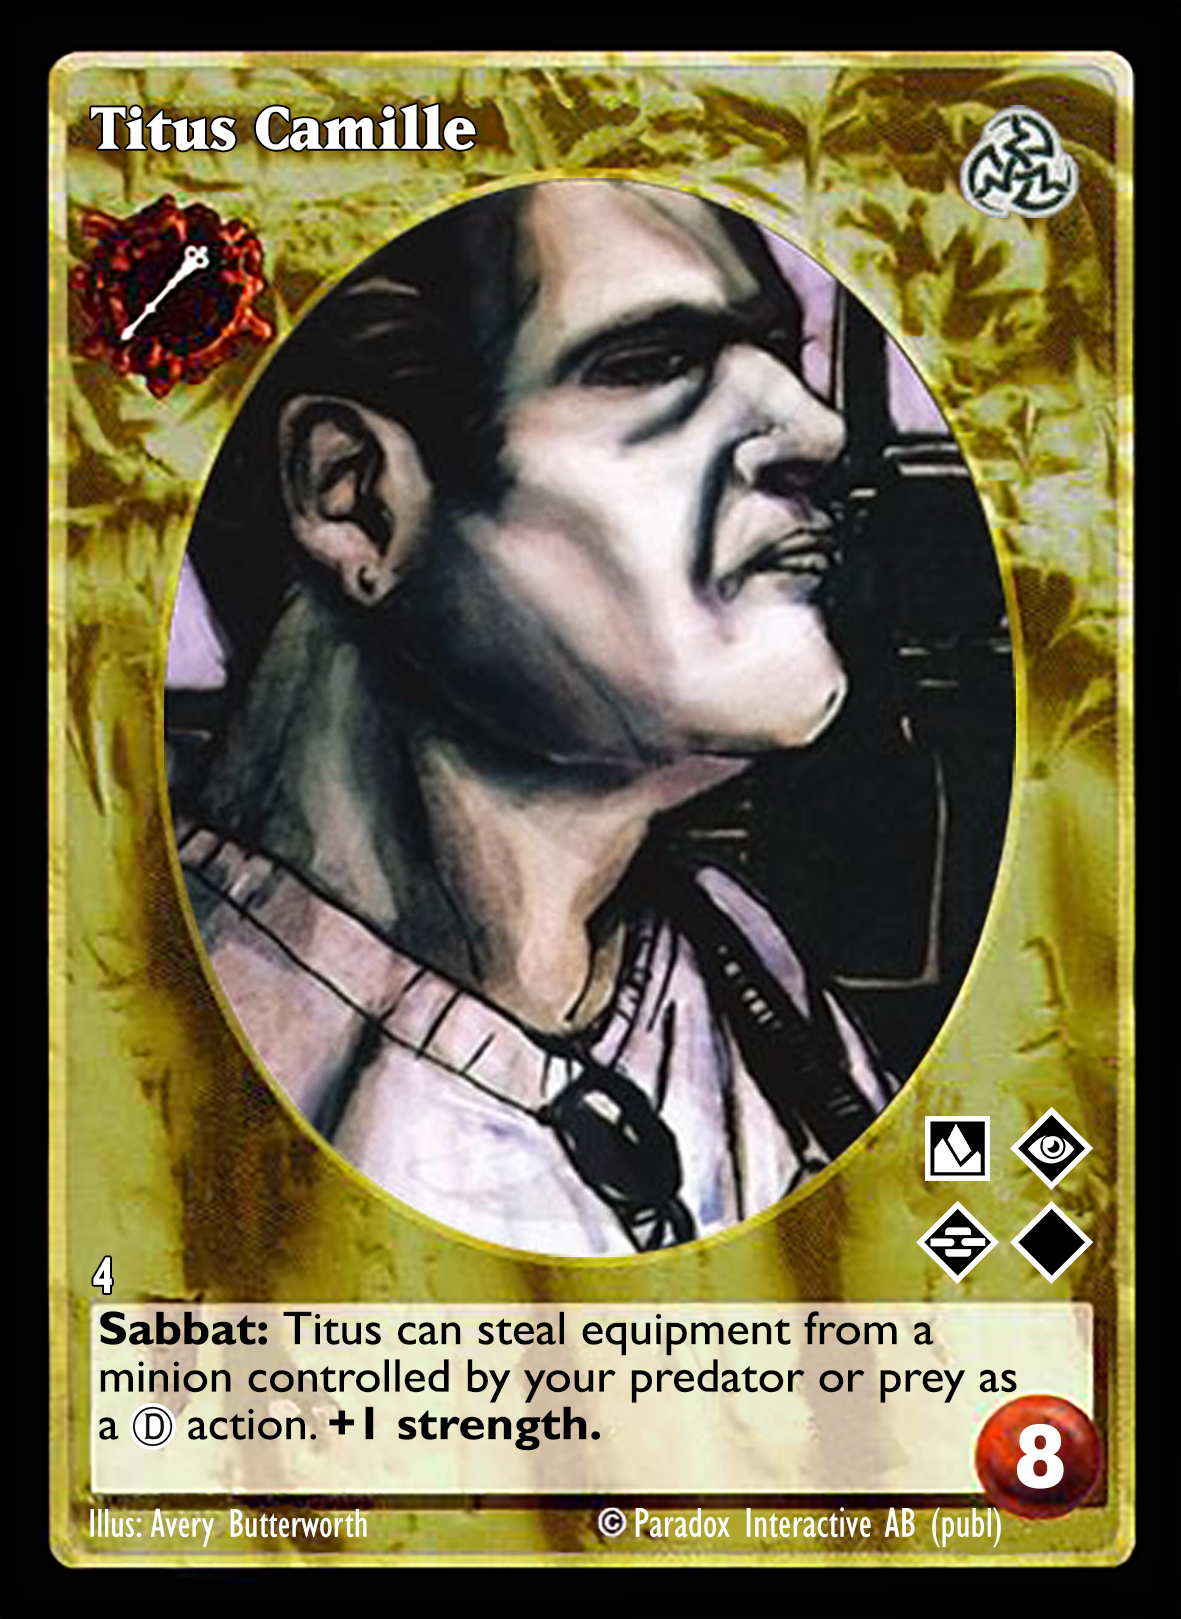 Titus Camille
4
Sabbat: Titus can steal equipment from a
minion controlled by your predator or prey as
a Ⓓ action. +1 strength.
8
Illus: Avery Butterworth
© Paradox Interactive AB (publ)